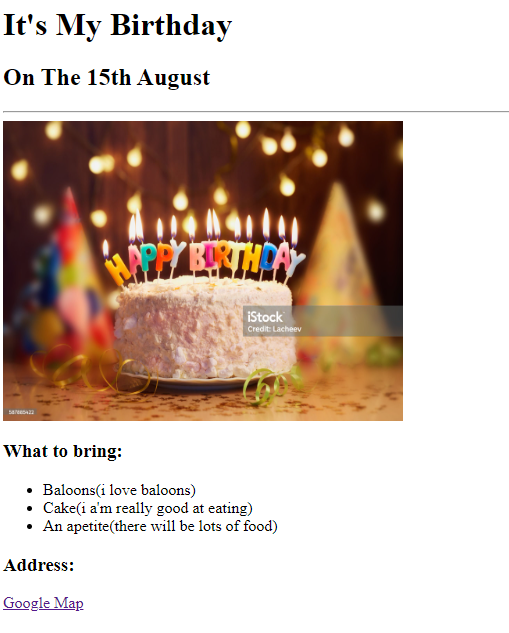 It's My Birthday
On The 15th August
HAPPY BIRTHDAY
iStock
Credit: Lacheev
587885422
What to bring:
Baloons(i love baloons)
Cake(i a'm really good at eating)
An apetite(there will be lots of food)
Address:
Google Map